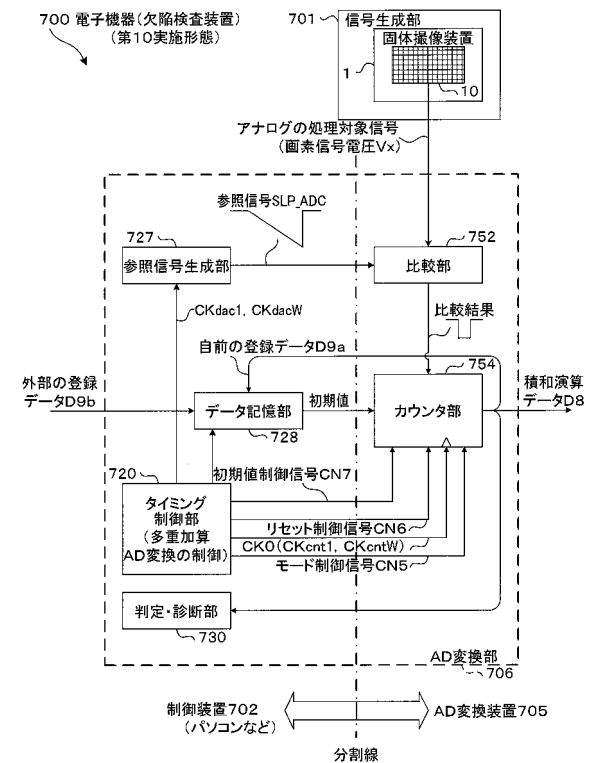 700 電子機器(欠陥検査装置)
(第10実施形態)
701
信号生成部
固体撮像装置
1
10
アナログの処理対象信号
(画素信号電圧Vx)
参照信号SLP_ADC
727
参照信号生成部
752
比較部
CKdac1, CKdacW
比較結果
自前の登録データD9a
754
外部の登録
データD9b
データ記憶部
728
初期値
カウンタ部
積和演算
データD8
720
初期値制御信号CN7
タイミング
制御部
(多重加算
AD変換の制御)
リセット制御信号CN6
CK0(CKcnt1, CKcntW)
モード制御信号CN5
判定・診断部
730
AD変換部
706
制御装置702
(パソコンなど)
AD変換装置705
分割線